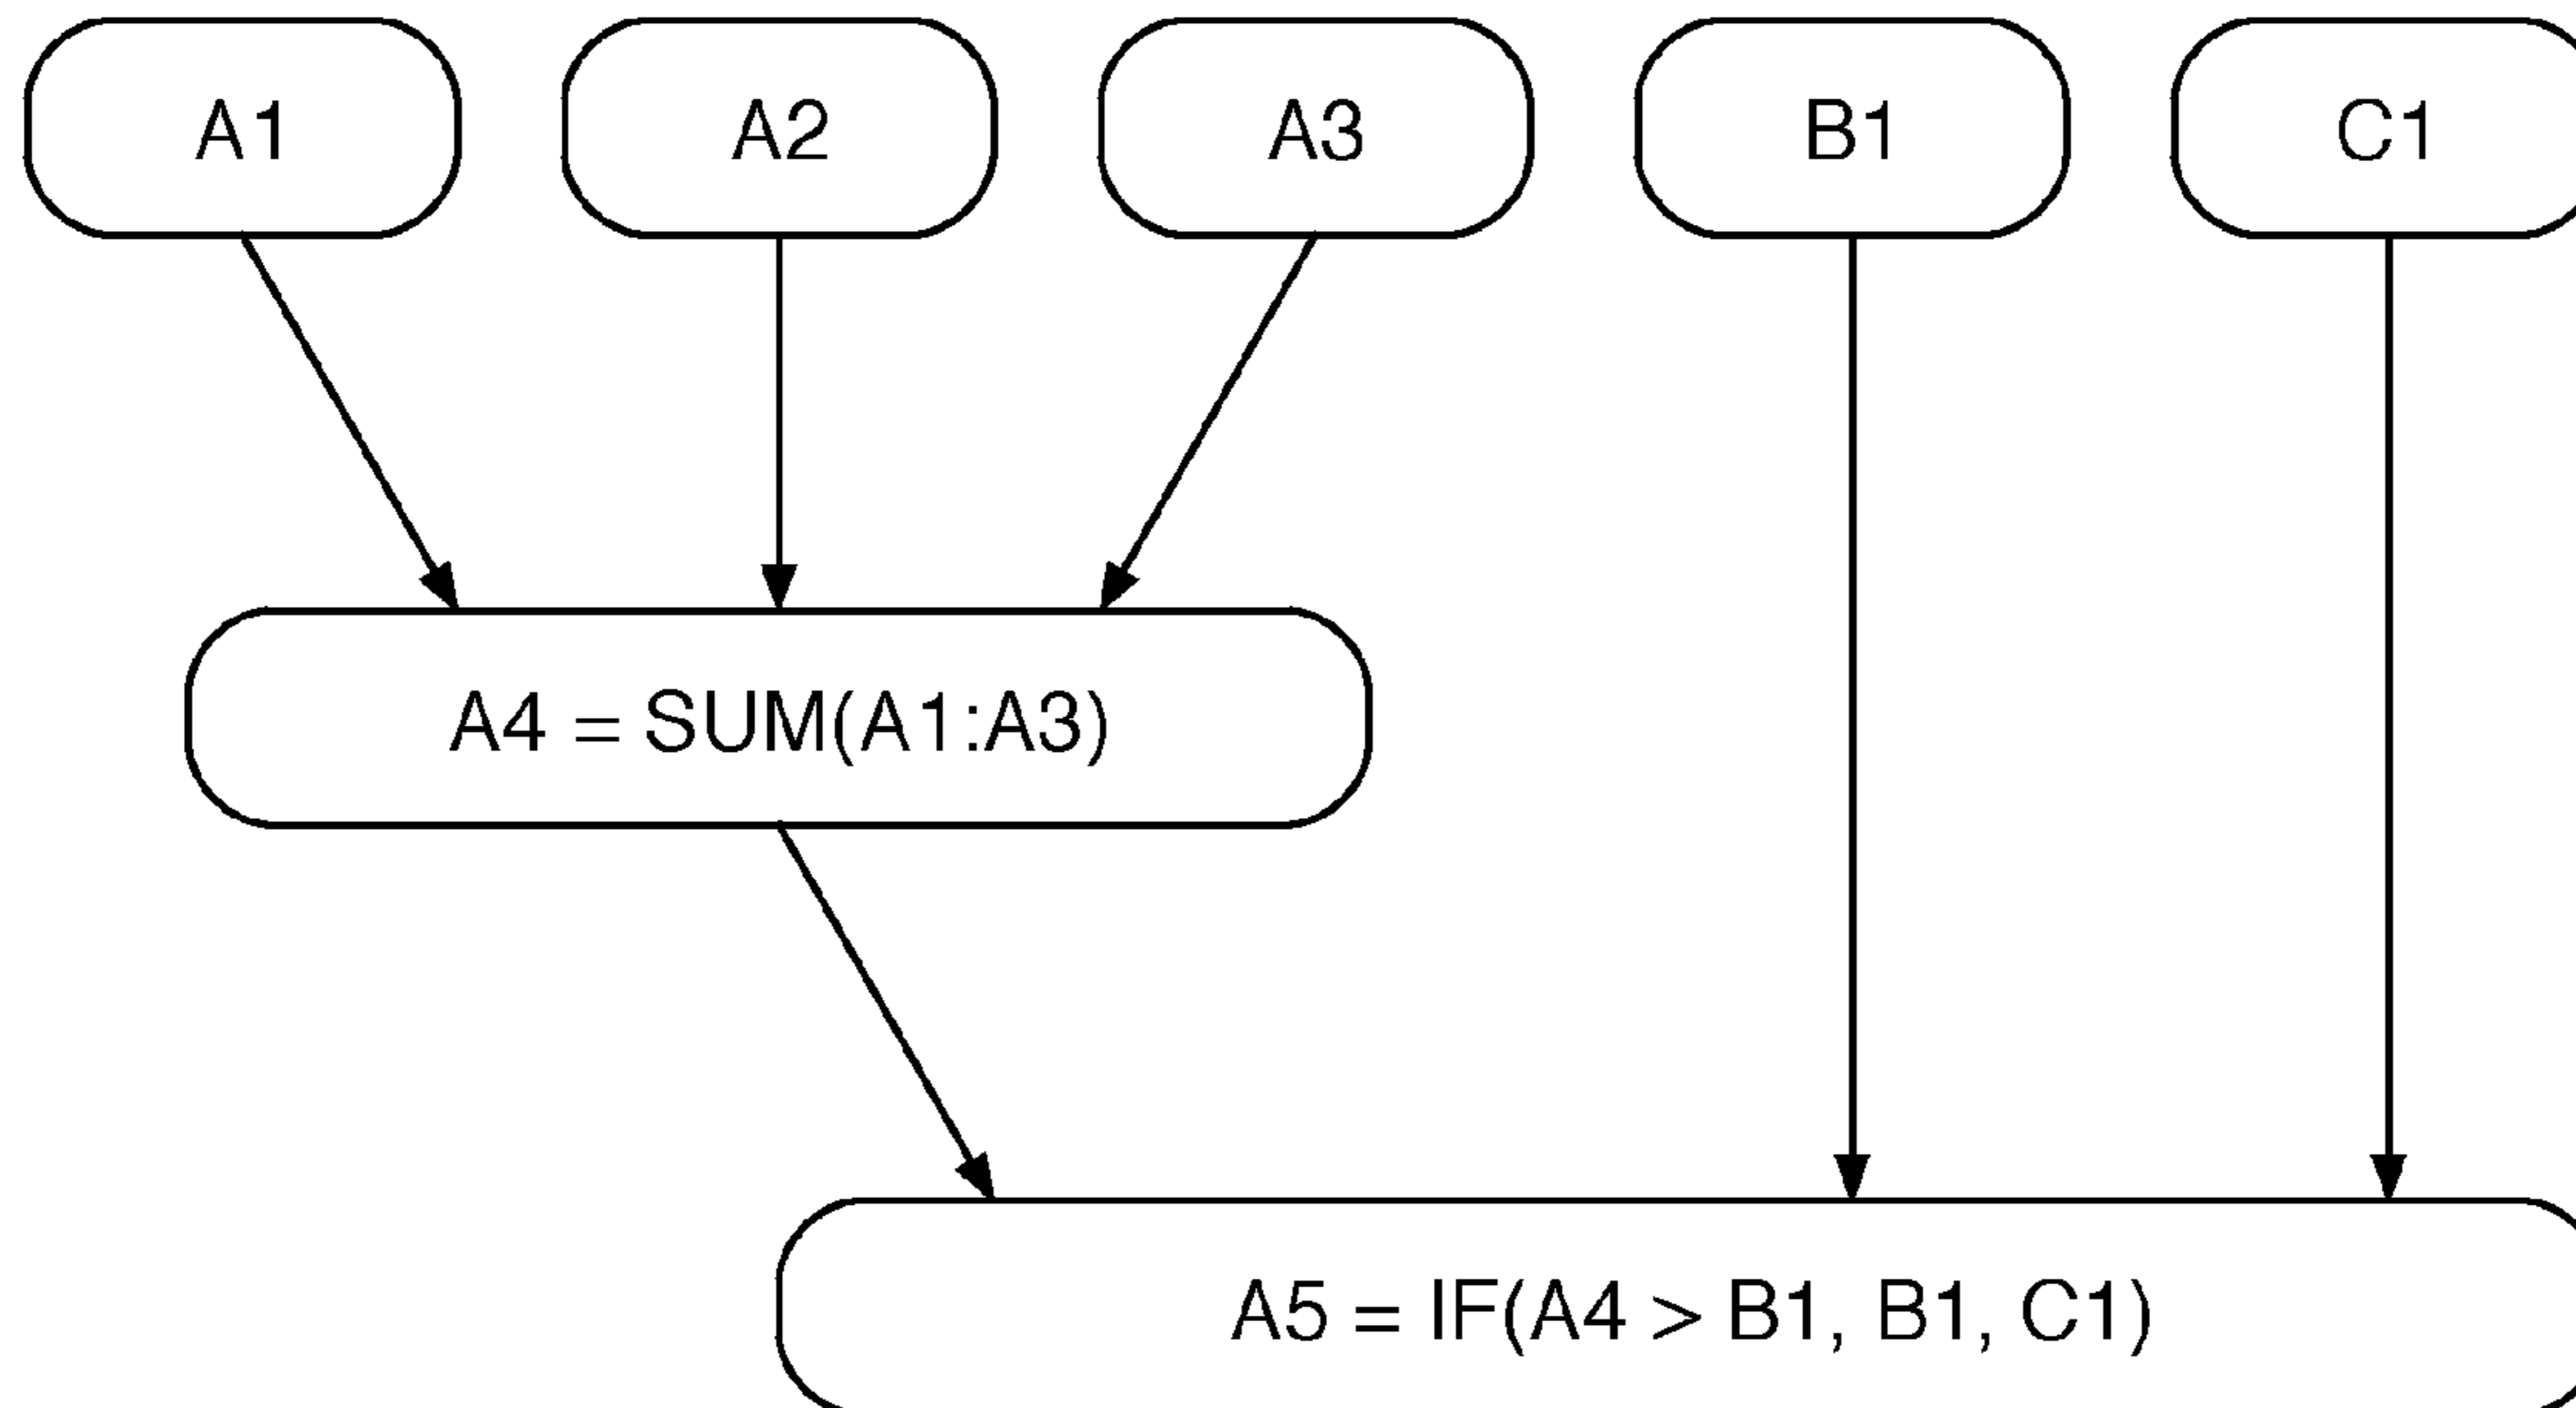 A1 A2 A3 B1 C1
A4 = SUM(A1:A3)
A5 = IF(A4 > B1, B1, C1)